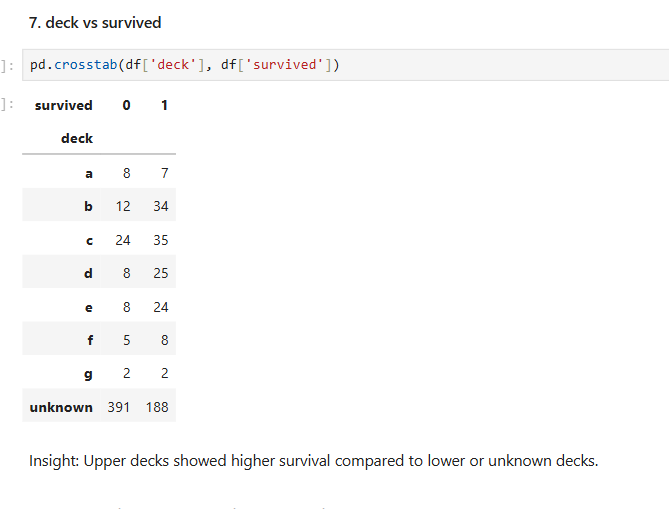 7. deck vs survived
]: pd.crosstab(df['deck'], df['survived'])
]: survived 0 1
deck
a 8 7
b 12 34
c 24 35
d 8 25
e 8 24
f 5 8
g 2 2
unknown 391 188
Insight: Upper decks showed higher survival compared to lower or unknown decks.